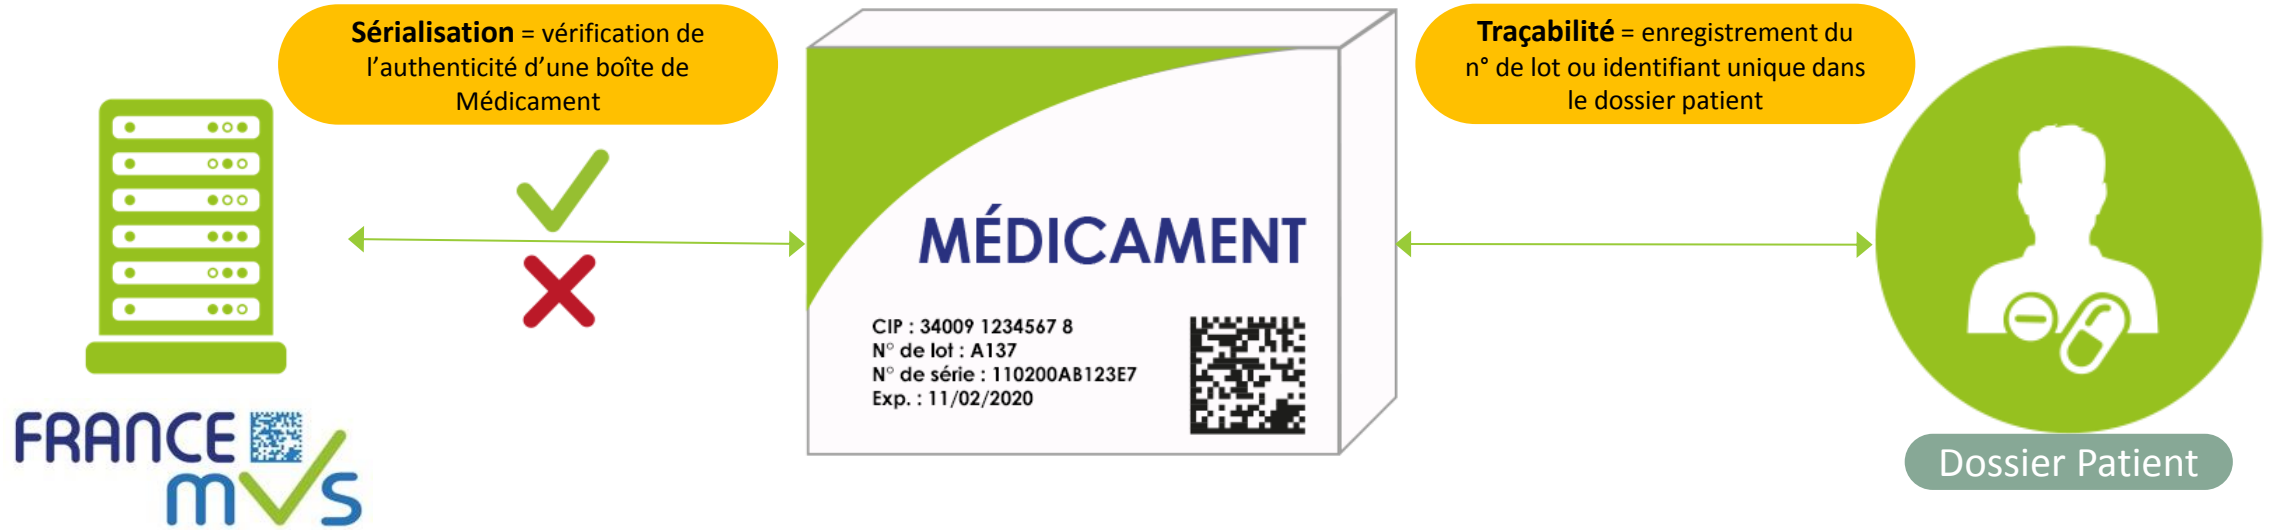 Sérialisation = vérification de
l'authenticité d'une boîte de
Médicament
Traçabilité = enregistrement du
n° de lot ou identifiant unique dans
le dossier patient
MÉDICAMENT
CIP : 34009 1234567 8
N° de lot : A137
N° de série : 110200AB123E7
Exp. : 11/02/2020
FRANCE
mvs
Dossier Patient